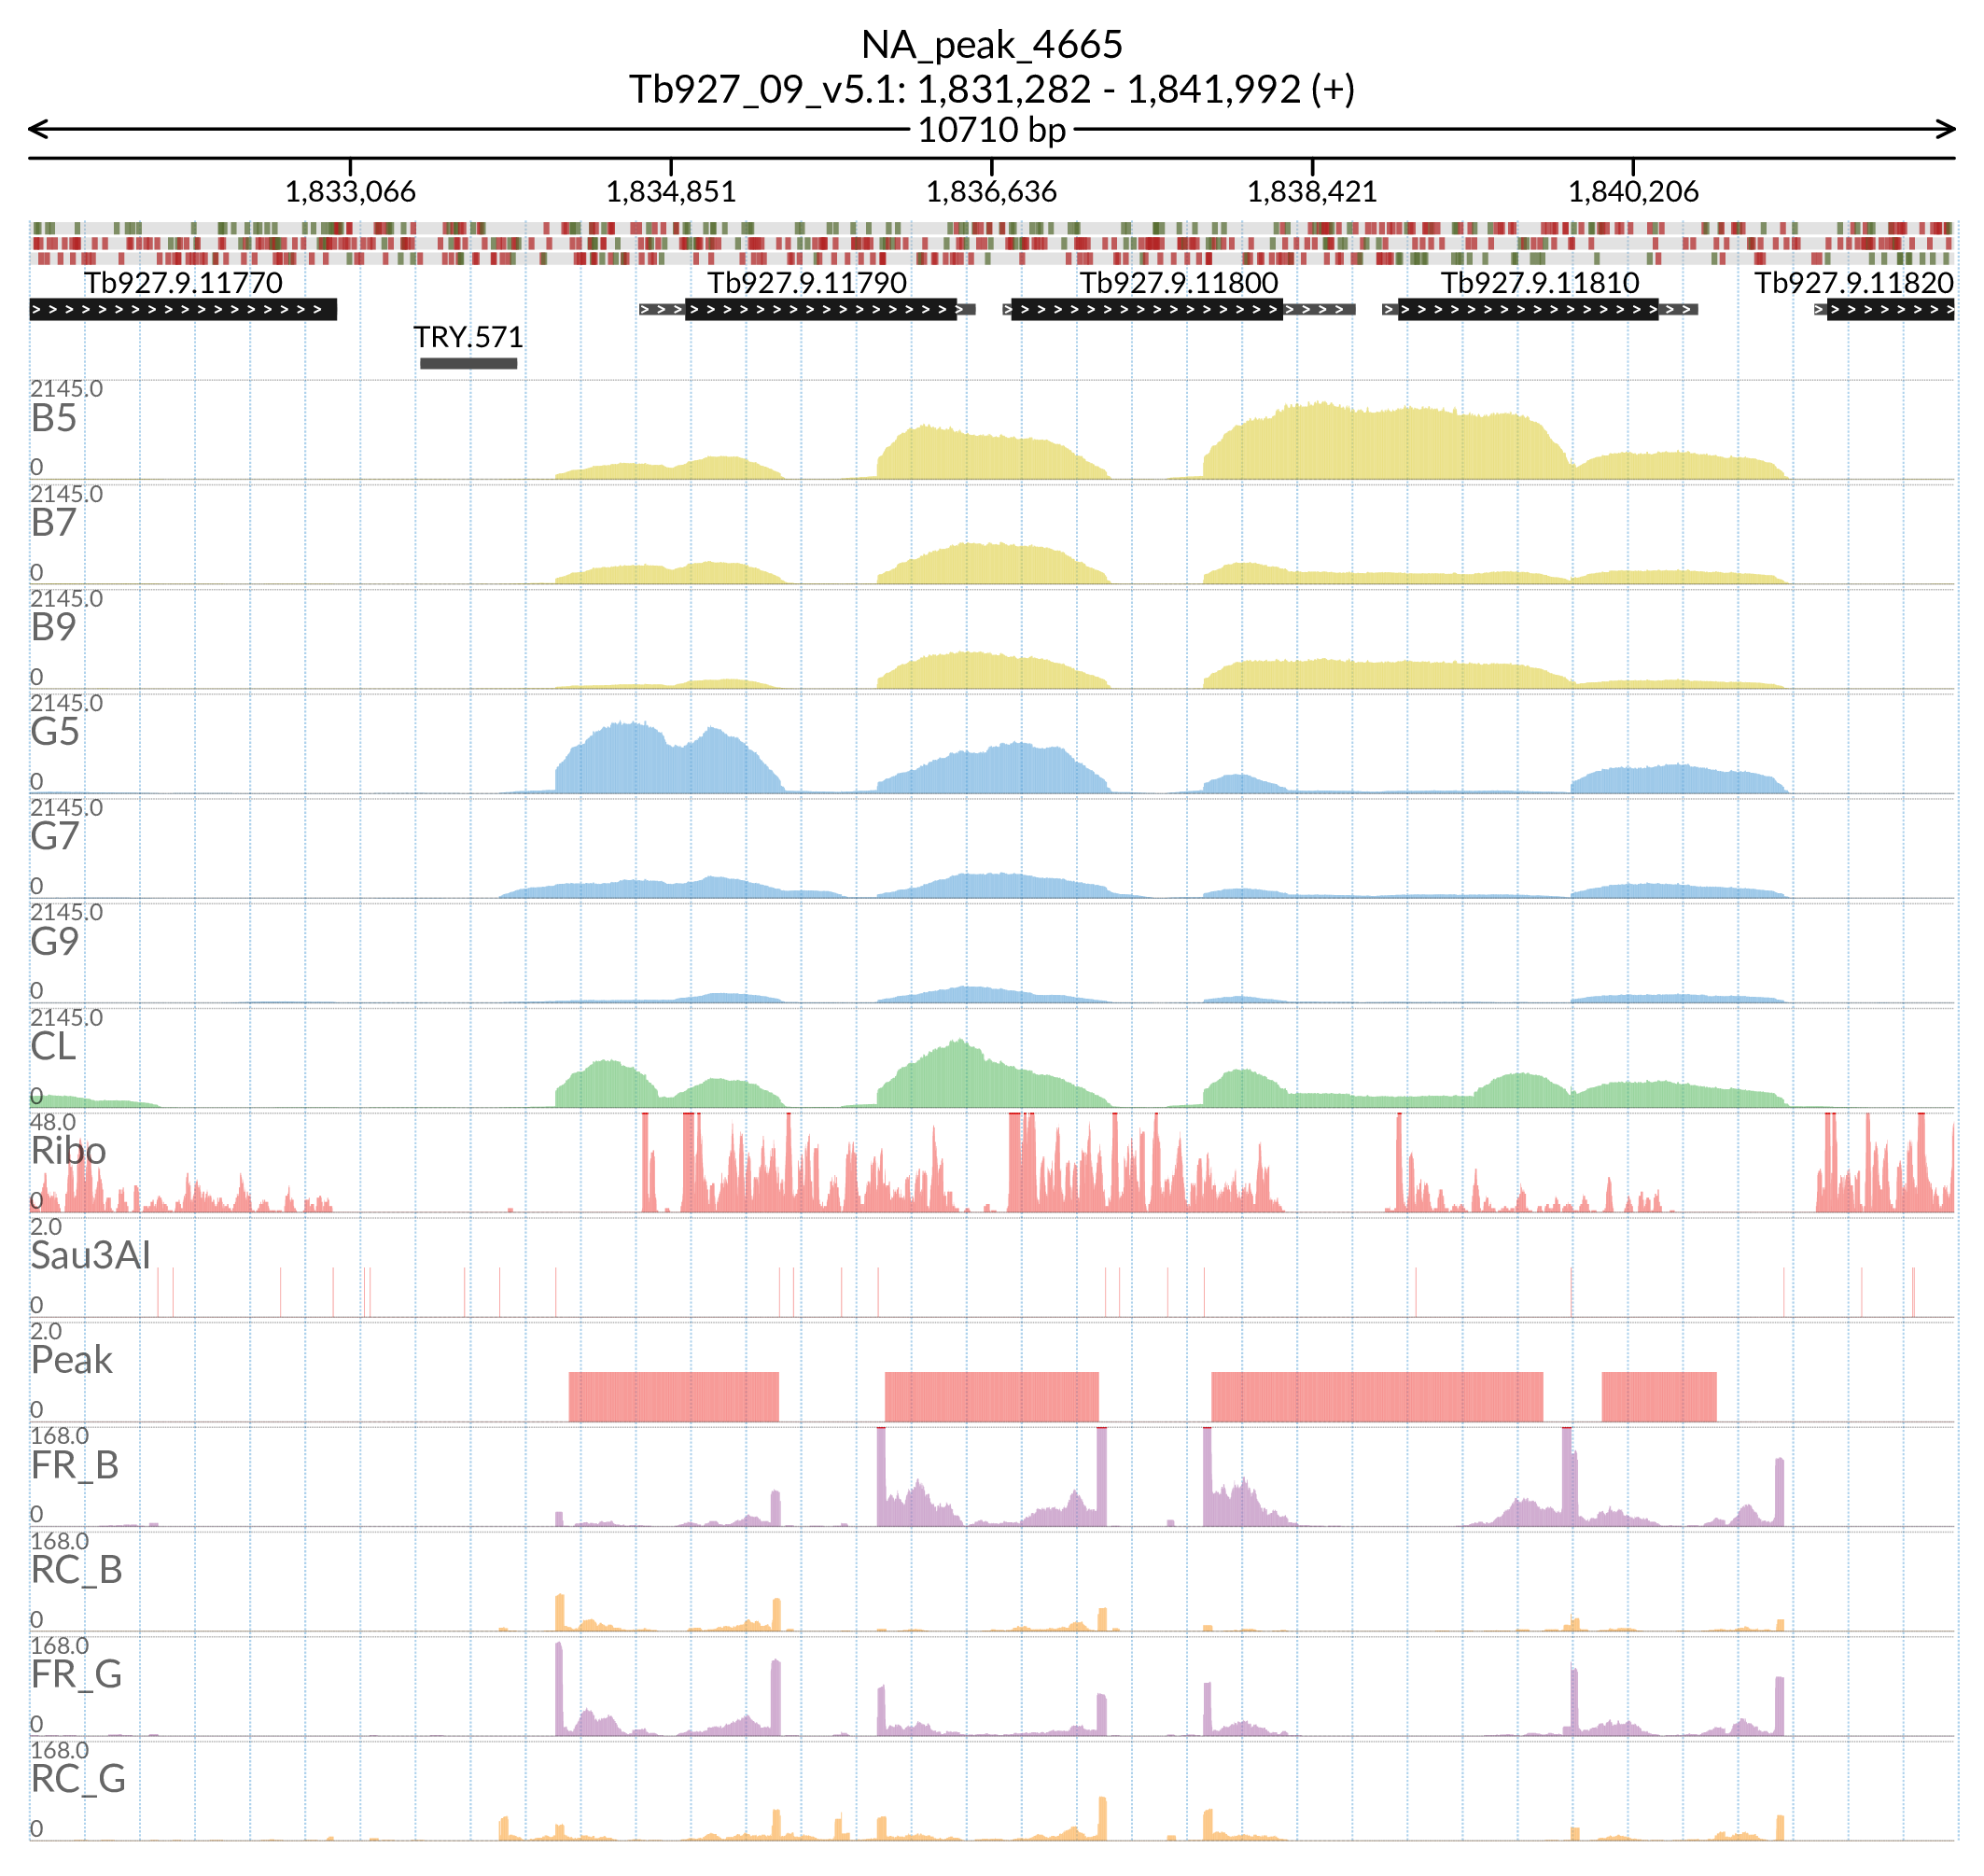 NA_peak_4665
Tb927_09_v5.1: 1,831,282 - 1,841,992 (+)
10710 bp
1,833,066 1,834,851 1,836,636 1,838,421 1,840,206
Tb927.9.11770 Tb927.9.11790 Tb927.9.11800 Tb927.9.11810 Tb927.9.11820
TRY.571
2145.0
B5
0
2145.0
B7
0
2145.0
B9
0
2145.0
G5
0
2145.0
G7
0
2145.0
G9
0
2145.0
CL
0
48.0
Ribo
0
2.0
Sau3AI
0
2.0
Peak
0
168.0
FR_B
0
168.0
RC_B
0
168.0
FR_G
0
168.0
RC_G
0